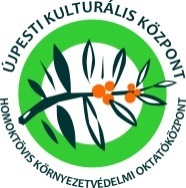 ÚJPESTI KULTURÁLIS KÖZPONT
HOMOKTÖVIS KÖRNYEZETVÉDELMI OKTATÓKÖZPONT